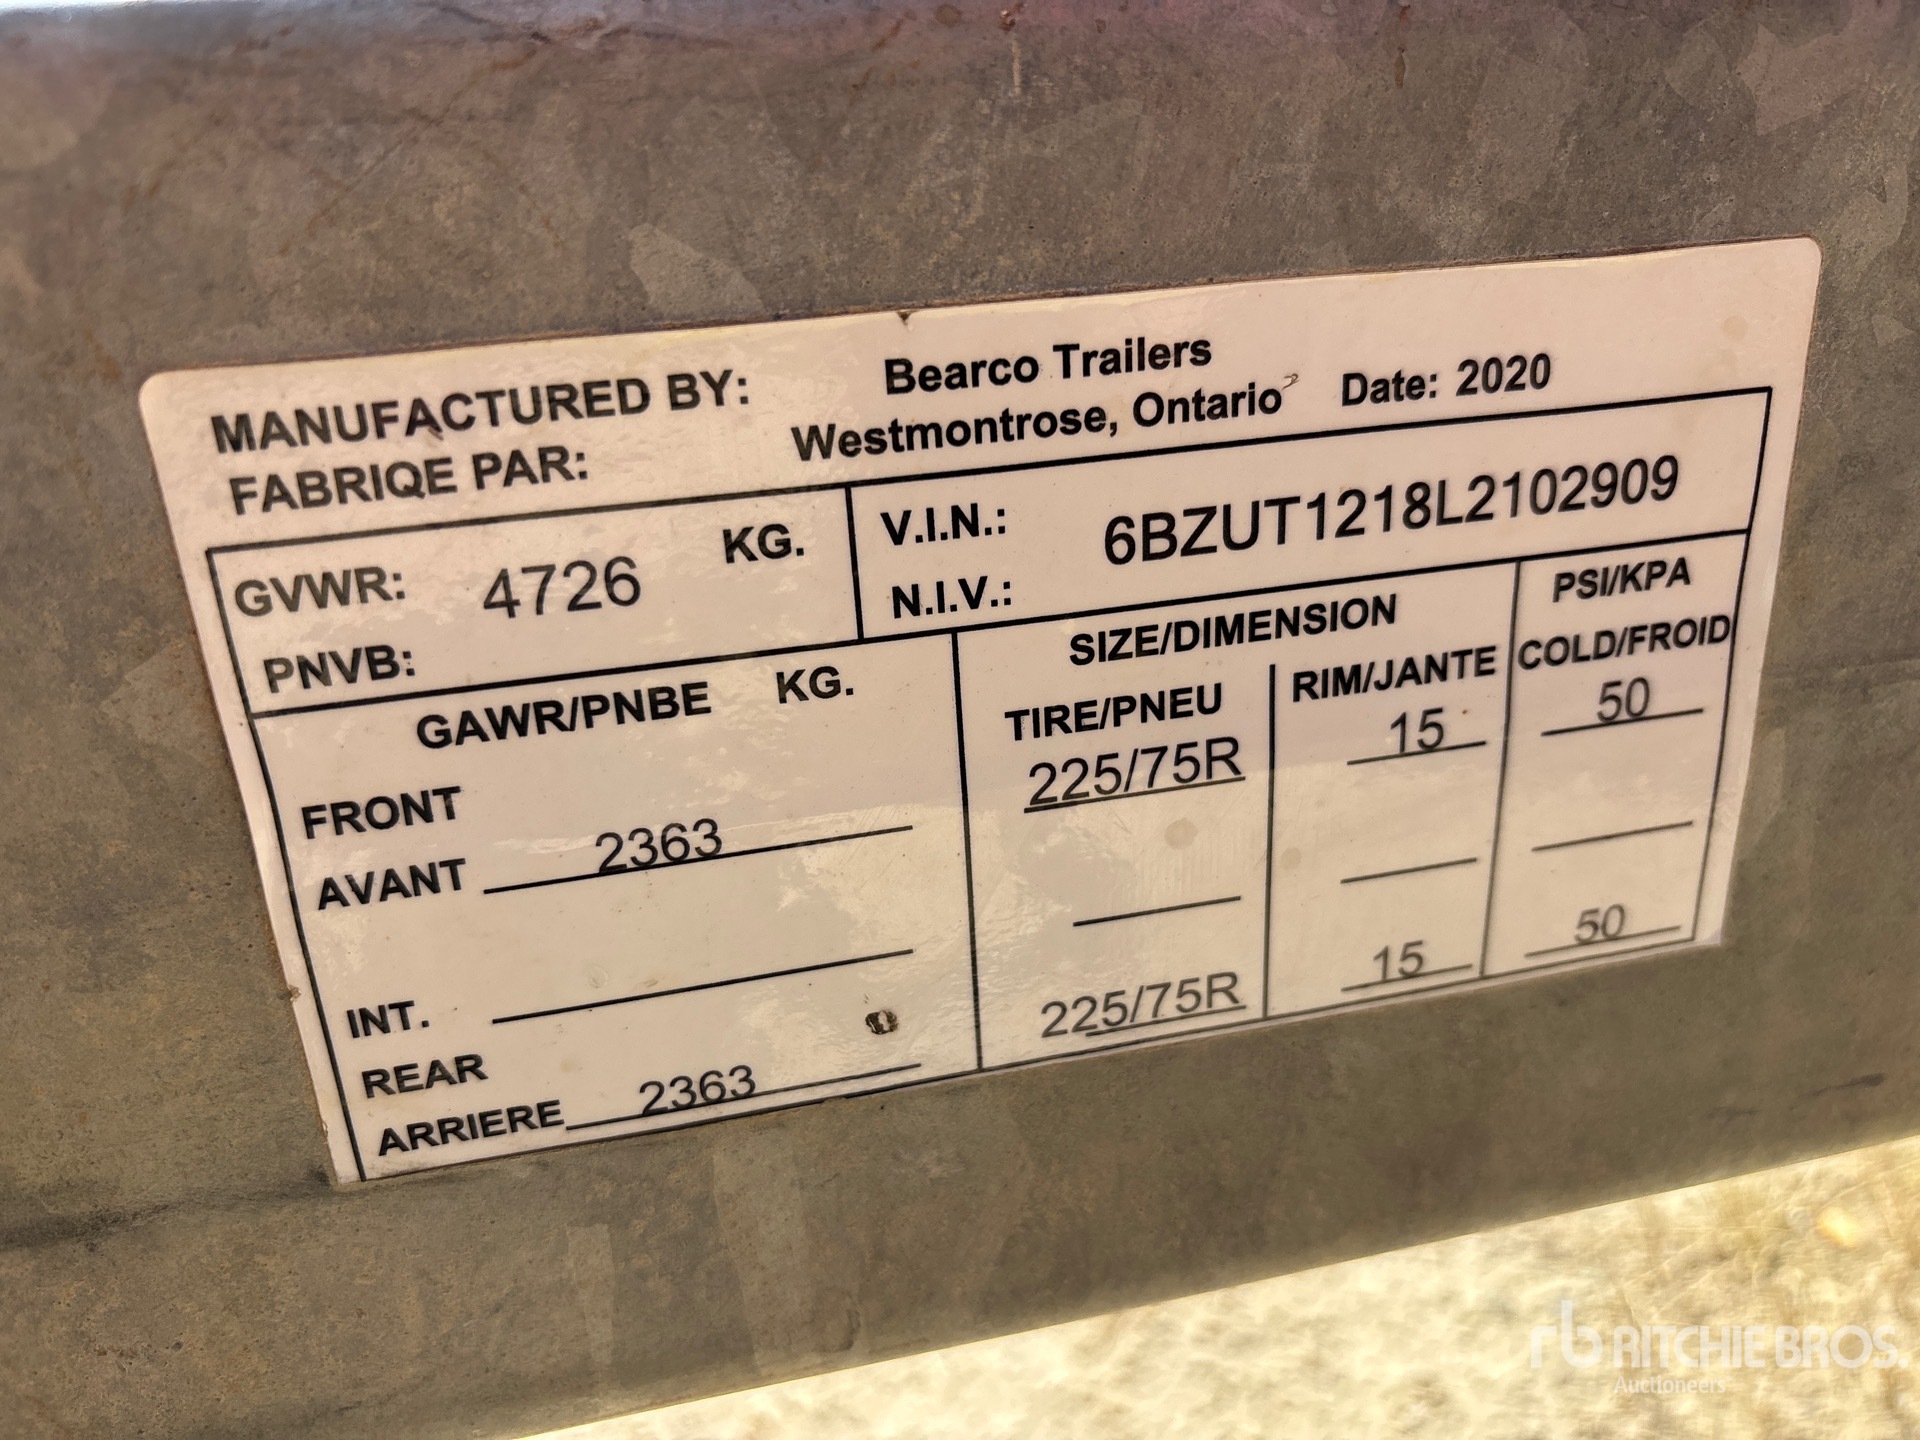 MANUFACTURED BY: Bearco Trailers
FABRIQE PAR: Westmontrose, Ontario Date: 2020
GVWR: 4726 KG.
PNVB:
V.I.N.: 6BZUT1218L2102909
N.I.V.:
GAWR/PNBE KG.
FRONT
AVANT 2363
INT.
REAR
ARRIERE 2363
SIZE/DIMENSION
TIRE/PNEU RIM/JANTE
PSI/KPA
COLD/FROID
225/75R 15 50
225/75R 15 50
rb RITCHIE BROS.
Auctioneers